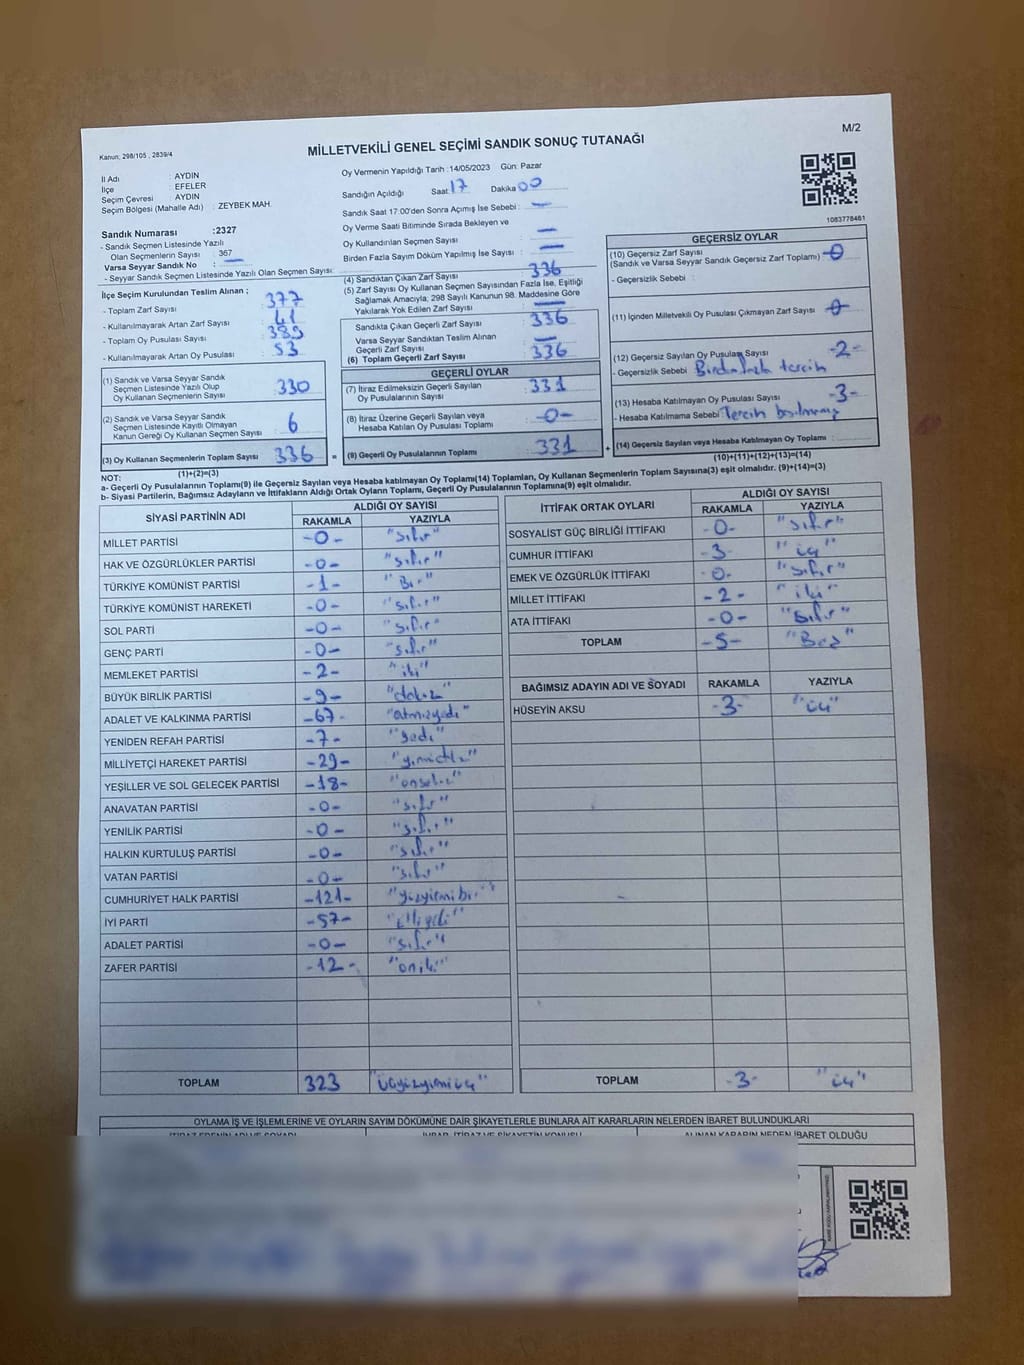 M/2
Kanun: 298/105 , 2839/4
MİLLETVEKİLİ GENEL SEÇİMİ SANDIK SONUÇ TUTANAĞI
İl Adı : AYDIN
İlçe : EFELER
Seçim Çevresi : AYDIN
Seçim Bölgesi (Mahalle Adı) : ZEYBEK MAH.
Sandık Numarası :2327
- Sandık Seçmen Listesinde Yazılı
Olan Seçmenlerin Sayısı : 367
Varsa Seyyar Sandık No : —
- Seyyar Sandık Seçmen Listesinde Yazılı Olan Seçmen Sayısı:
İlçe Seçim Kurulundan Teslim Alınan ;
- Toplam Zarf Sayısı : 377
- Kullanılmayarak Artan Zarf Sayısı : 41
- Toplam Oy Pusulası Sayısı : 389
- Kullanılmayarak Artan Oy Pusulası : 53
(1) Sandık ve Varsa Seyyar Sandık
Seçmen Listesinde Yazılı Olup
Oy Kullanan Seçmenlerin Sayısı : 330
(2) Sandık ve Varsa Seyyar Sandık
Seçmen Listesinde Kayıtlı Olmayan
Kanun Gereği Oy Kullanan Seçmen Sayısı : 6
(3) Oy Kullanan Seçmenlerin Toplam Sayısı : 336
(1)+(2)=(3)
Oy Vermenin Yapıldığı Tarih :14/05/2023 Gün: Pazar
Sandığın Açıldığı Saat 17 Dakika 00
Sandık Saat 17:00'den Sonra Açımış İse Sebebi : —
Oy Verme Saati Bitiminde Sırada Bekleyen ve
Oy Kullandırılan Seçmen Sayısı —
Birden Fazla Sayım Döküm Yapılmış İse Sayısı : —
(4) Sandıktan Çıkan Zarf Sayısı : 336
(5) Zarf Sayısı Oy Kullanan Seçmen Sayısından Fazla İse, Eşitliği
Sağlamak Amacıyla; 298 Sayılı Kanunun 98. Maddesine Göre
Yakılarak Yok Edilen Zarf Sayısı —
Sandıkta Çıkan Geçerli Zarf Sayısı : 336
Varsa Seyyar Sandıktan Teslim Alınan
Geçerli Zarf Sayısı : —
(6) Toplam Geçerli Zarf Sayısı : 336
GEÇERLİ OYLAR
(7) İtiraz Edilmeksizin Geçerli Sayılan
Oy Pusulasının Sayısı : 331
(8) İtiraz Üzerine Geçerli Sayılan veya
Hesaba Katılan Oy Pusulası Toplamı : -0-
(9) Geçerli Oy Pusulalarının Toplamı : 331
1083778461
GEÇERSİZ OYLAR
(10) Geçersiz Zarf Sayısı
(Sandık ve Varsa Seyyar Sandık Geçersiz Zarf Toplamı) : -0
- Geçersizlik Sebebi :
(11) İçinden Milletvekili Oy Pusulası Çıkmayan Zarf Sayısı : 0
(12) Geçersiz Sayılan Oy Pusulası Sayısı : -2-
- Geçersizlik Sebebi : Birden fazla tercih
(13) Hesaba Katılmayan Oy Pusulası Sayısı : -3-
- Hesaba Katılmama Sebebi : Tercih
(14) Geçersiz Sayılan veya Hesaba Katılmayan Oy Toplamı :
(10)+(11)+(12)+(13)=(14)
NOT:
a- Geçerli Oy Pusulalarının Toplamı(9) ile Geçersiz Sayılan veya Hesaba katılmayan Oy Toplamı(14) Toplamları, Oy Kullanan Seçmenlerin Toplam Sayısına(3) eşit olmalıdır. (9)+(14)=(3)
b- Siyasi Partilerin, Bağımsız Adayların ve İttifakların Aldığı Ortak Oyların Toplamı, Geçerli Oy Pusulalarının Toplamına(9) eşit olmalıdır.
SİYASİ PARTİNİN ADI ALDIĞI OY SAYISI
RAKAMLA YAZIYLA
MİLLET PARTİSİ -0- "Sıfır"
HAK VE ÖZGÜRLÜKLER PARTİSİ -0- "sıfır"
TÜRKİYE KOMÜNİST PARTİSİ -1- "Bir"
TÜRKİYE KOMÜNİST HAREKETİ -0- "sıfır"
SOL PARTİ -0- "sıfır"
GENÇ PARTİ -0- "sıfır"
MEMLEKET PARTİSİ -2- "iki"
BÜYÜK BİRLİK PARTİSİ -9- "dokuz"
ADALET VE KALKINMA PARTİSİ -67- "atmışyedi"
YENİDEN REFAH PARTİSİ -7- "yedi"
MİLLİYETÇİ HAREKET PARTİSİ -29-
YEŞİLLER VE SOL GELECEK PARTİSİ -18- "onsekiz"
ANAVATAN PARTİSİ -0- "sıfır"
YENİLİK PARTİSİ -0- "sıfır"
HALKIN KURTULUŞ PARTİSİ -0- "sıfır"
VATAN PARTİSİ -0- "sıfır"
CUMHURİYET HALK PARTİSİ -121- "yüzyirmibir"
İYİ PARTİ -57- "Elliyedi"
ADALET PARTİSİ -0- "sıfır"
ZAFER PARTİSİ -12- "oniki"
TOPLAM 323 "üçyüzyirmiüç"
İTTİFAK ORTAK OYLARI ALDIĞI OY SAYISI
RAKAMLA YAZIYLA
SOSYALİST GÜÇ BİRLİĞİ İTTİFAKI -0- "sıfır"
CUMHUR İTTİFAKI -3- "üç"
EMEK VE ÖZGÜRLÜK İTTİFAKI -0- "sıfır"
MİLLET İTTİFAKI -2- "iki"
ATA İTTİFAKI -0- "sıfır"
TOPLAM -5- "Beş"
BAĞIMSIZ ADAYIN ADI VE SOYADI RAKAMLA YAZIYLA
HÜSEYİN AKSU -3- "üç"
TOPLAM -3- "üç"
OYLAMA İŞ VE İŞLEMLERİNE VE OYLARIN SAYIM DÖKÜMÜNE DAİR ŞİKAYETLERLE BUNLARA AİT KARARLARIN NELERDEN İBARET BULUNDUKLARI
İTİRAZ EDENİN ADI VE SOYADI İHBAR, İTİRAZ VE ŞİKAYETİN KONUSU ALINAN KARARIN NEDEN İBARET OLDUĞU